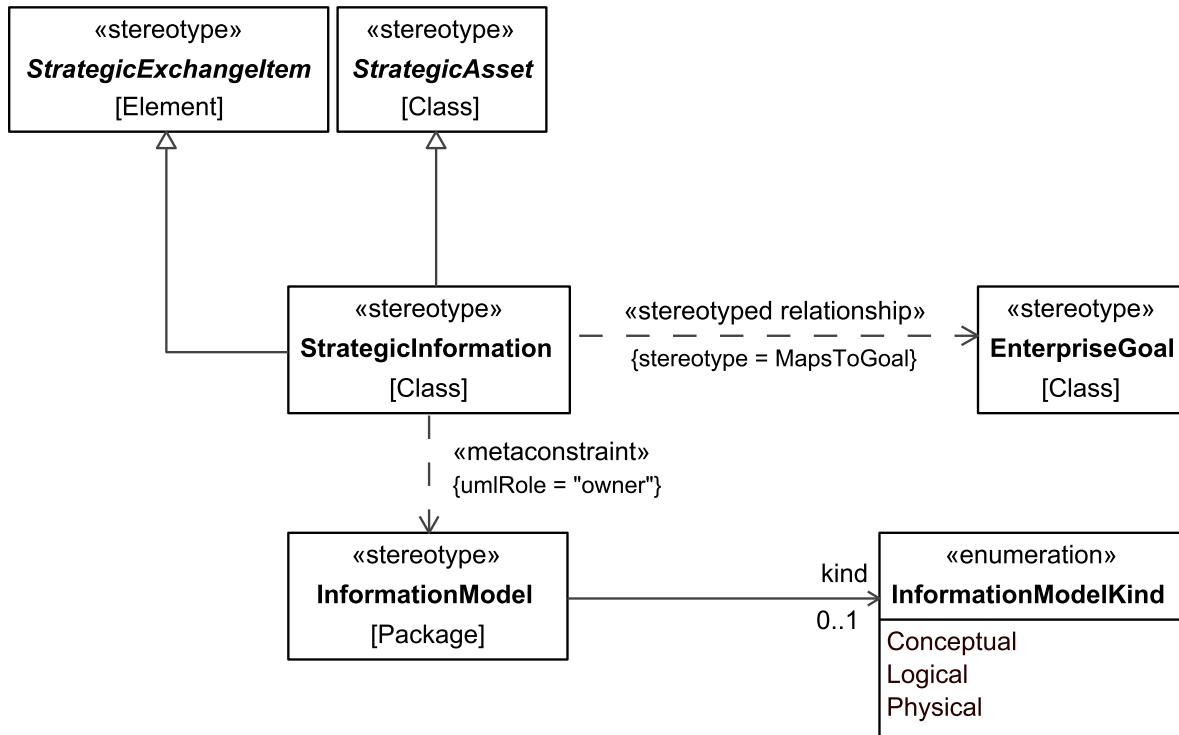 «stereotype»
StrategicExchangeItem
[Element]
«stereotype»
StrategicAsset
[Class]
«stereotype»
StrategicInformation
[Class]
«stereotyped relationship»
{stereotype = MapsToGoal}
«stereotype»
EnterpriseGoal
[Class]
«metaconstraint»
{umlRole = "owner"}
«stereotype»
InformationModel
[Package]
kind
0..1
«enumeration»
InformationModelKind
Conceptual
Logical
Physical